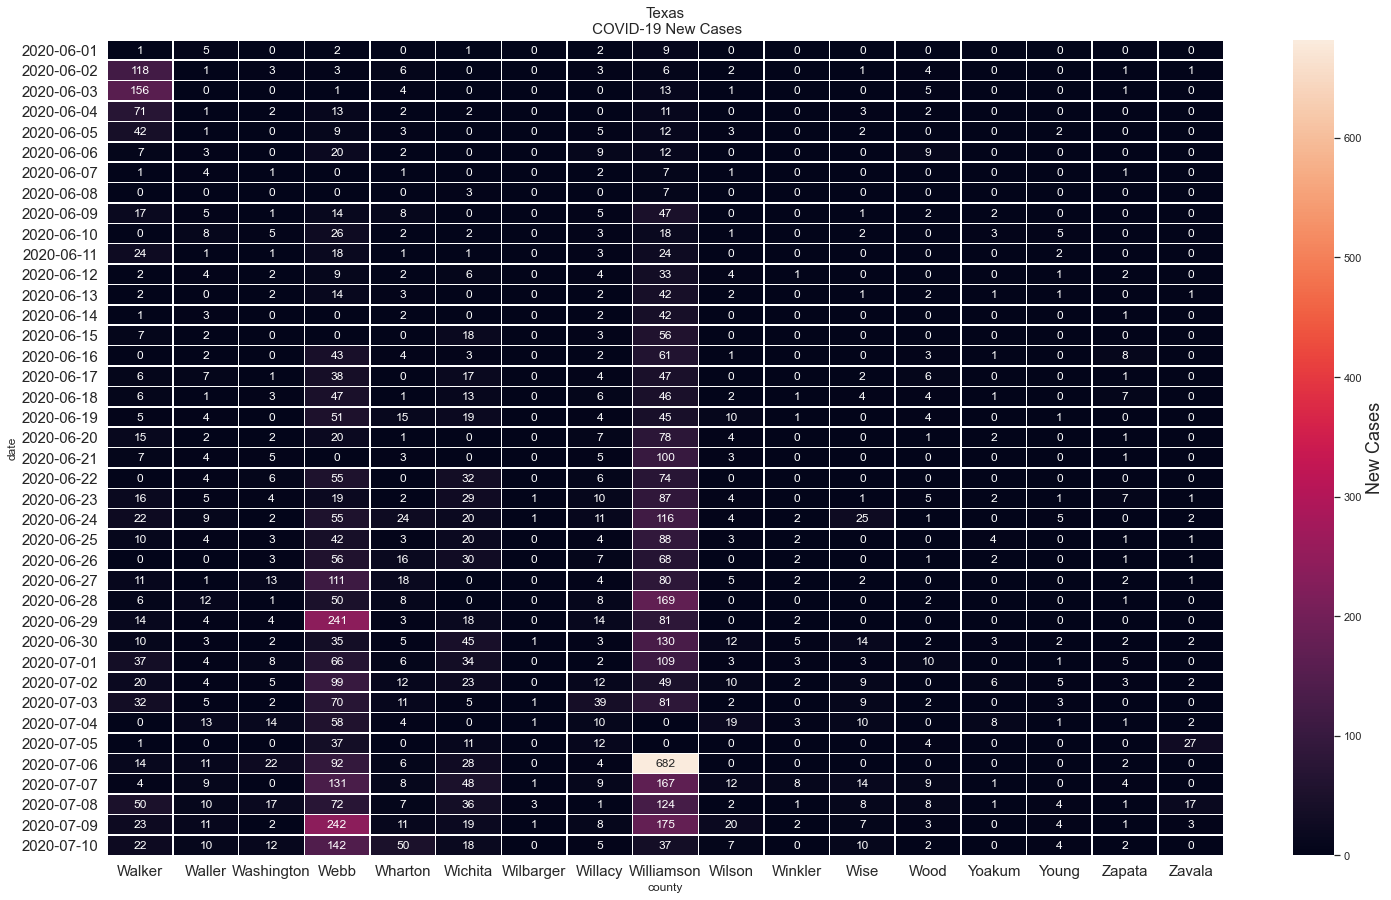 Texas
COVID-19 New Cases
2020-06-01 1 5 0 2 0 1 0 2 9 0 0 0 0 0 0 0 0
2020-06-02 118 1 3 3 6 0 0 3 6 2 0 1 4 0 0 1 1
2020-06-03 156 0 0 1 4 0 0 0 13 1 0 0 5 0 0 1 0
2020-06-04 71 1 2 13 2 2 0 0 11 0 0 3 2 0 0 0 0
2020-06-05 42 1 0 9 3 0 0 5 12 3 0 2 0 0 2 0 0
2020-06-06 7 3 0 20 2 0 0 9 12 0 0 0 9 0 0 0 0
2020-06-07 1 4 1 0 1 0 0 2 7 1 0 0 0 0 0 1 0
2020-06-08 0 0 0 0 0 3 0 0 7 0 0 0 0 0 0 0 0
2020-06-09 17 5 1 14 8 0 0 5 47 0 0 1 2 2 0 0 0
2020-06-10 0 8 5 26 2 2 0 3 18 1 0 2 0 3 5 0 0
2020-06-11 24 1 1 18 1 1 0 3 24 0 0 0 0 0 2 0 0
2020-06-12 2 4 2 9 2 6 0 4 33 4 1 0 0 0 1 2 0
2020-06-13 2 0 2 14 3 0 0 2 42 2 0 1 2 1 1 0 1
2020-06-14 1 3 0 0 2 0 0 2 42 0 0 0 0 0 0 1 0
2020-06-15 7 2 0 0 0 18 0 3 56 0 0 0 0 0 0 0 0
2020-06-16 0 2 0 43 4 3 0 2 61 1 0 0 3 1 0 8 0
2020-06-17 6 7 1 38 0 17 0 4 47 0 0 2 6 0 0 1 0
2020-06-18 6 1 3 47 1 13 0 6 46 2 1 4 4 1 0 7 0
2020-06-19 5 4 0 51 15 19 0 4 45 10 1 0 4 0 1 0 0
2020-06-20 15 2 2 20 1 0 0 7 78 4 0 0 1 2 0 1 0
2020-06-21 7 4 5 0 3 0 0 5 100 3 0 0 0 0 0 1 0
2020-06-22 0 4 6 55 0 32 0 6 74 0 0 0 0 0 0 0 0
2020-06-23 16 5 4 19 2 29 1 10 87 4 0 1 5 2 1 7 1
2020-06-24 22 9 2 55 24 20 1 11 116 4 2 25 1 0 5 0 2
2020-06-25 10 4 3 42 3 20 0 4 88 3 2 0 0 4 0 1 1
2020-06-26 0 0 3 56 16 30 0 7 68 0 2 0 1 2 0 1 1
2020-06-27 11 1 13 111 18 0 0 4 80 5 2 2 0 0 0 2 1
2020-06-28 6 12 1 50 8 0 0 8 169 0 0 0 2 0 0 1 0
2020-06-29 14 4 4 241 3 18 0 14 81 0 2 0 0 0 0 0 0
2020-06-30 10 3 2 35 5 45 1 3 130 12 5 14 2 3 2 2 2
2020-07-01 37 4 8 66 6 34 0 2 109 3 3 3 10 0 1 5 0
2020-07-02 20 4 5 99 12 23 0 12 49 10 2 9 0 6 5 3 2
2020-07-03 32 5 2 70 11 5 1 39 81 2 0 9 2 0 3 0 0
2020-07-04 0 13 14 58 4 0 1 10 0 19 3 10 0 8 1 1 2
2020-07-05 1 0 0 37 0 11 0 12 0 0 0 0 4 0 0 0 27
2020-07-06 14 11 22 92 6 28 0 4 682 0 0 0 0 0 0 2 0
2020-07-07 4 9 0 131 8 48 1 9 167 12 8 14 9 1 0 4 0
2020-07-08 50 10 17 72 7 36 3 1 124 2 1 8 8 1 4 1 17
2020-07-09 23 11 2 242 11 19 1 8 175 20 2 7 3 0 4 1 3
2020-07-10 22 10 12 142 50 18 0 5 37 7 0 10 2 0 4 2 0
Walker Waller Washington Webb Wharton Wichita Wilbarger Willacy Williamson Wilson Winkler Wise Wood Yoakum Young Zapata Zavala
county
date
600
500
400
300
200
100
0
New Cases